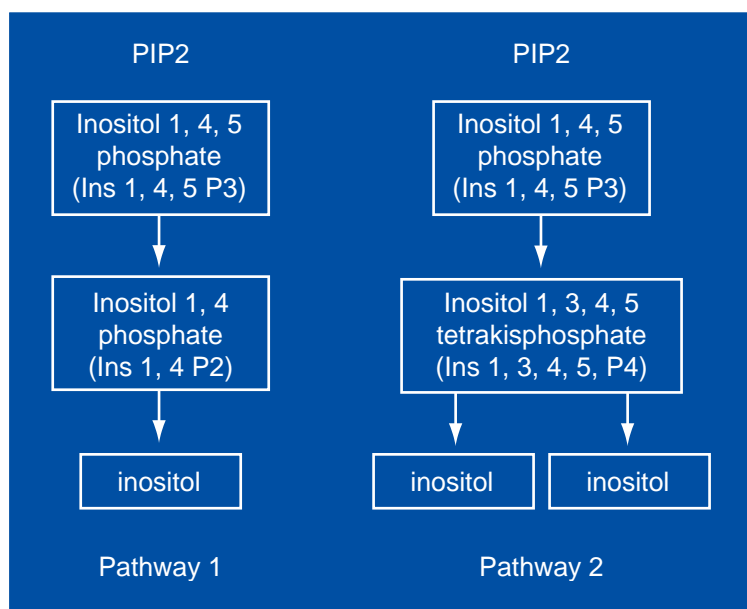 PIP2
Inositol 1, 4, 5
phosphate
(Ins 1, 4, 5 P3)
Inositol 1, 4
phosphate
(Ins 1, 4 P2)
inositol
Pathway 1
PIP2
Inositol 1, 4, 5
phosphate
(Ins 1, 4, 5 P3)
Inositol 1, 3, 4, 5
tetrakisphosphate
(Ins 1, 3, 4, 5, P4)
inositol
inositol
Pathway 2